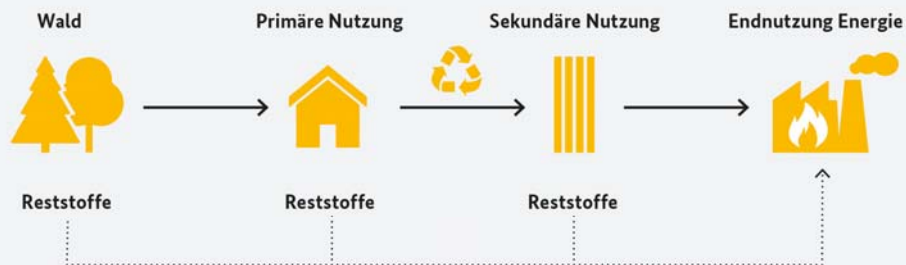 Wald
Primäre Nutzung
Sekundäre Nutzung
Endnutzung Energie
Reststoffe
Reststoffe
Reststoffe